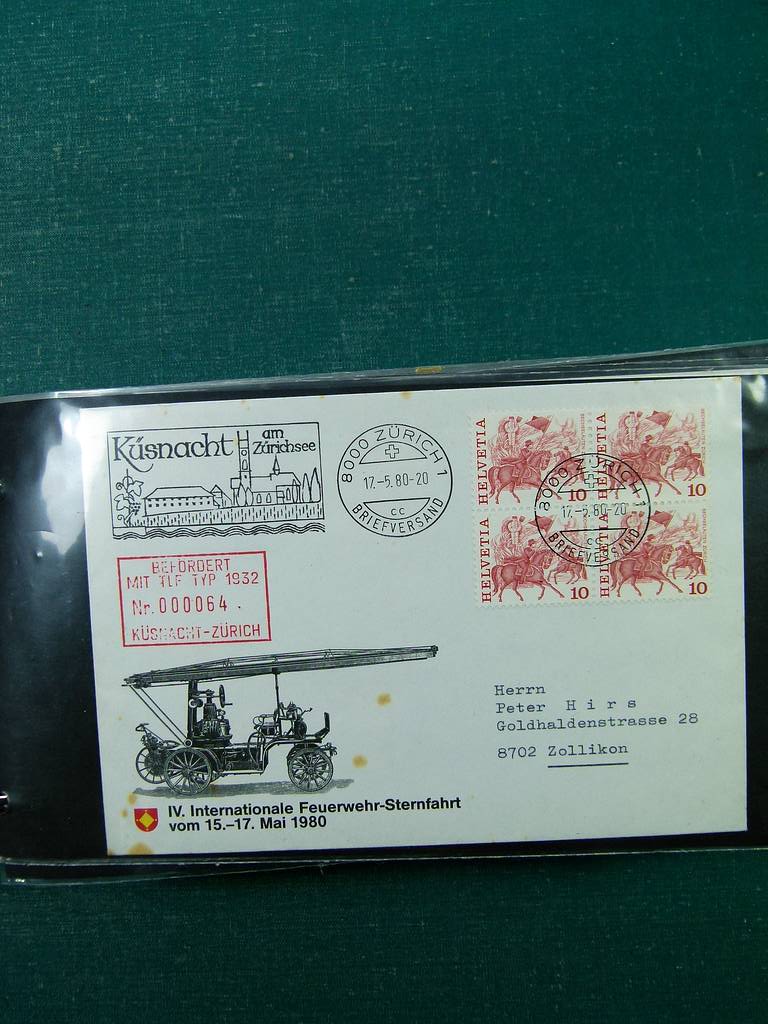 Küsnacht am
Zürichsee
8000 ZÜRICH 1
17.-5.80-20
CC
BRIEFVERSAND
HELVETIA
10
HELVETIA
10
HELVETIA
10
HELVETIA
10
8000 ZÜRICH 1
17.-5.80-20
CC
BRIEFVERSAND
BEFÖRDERT
MIT TLF TYP 1932
Nr. 000064.
KÜSNACHT-ZÜRICH
Herrn
Peter H i r s
Goldhaldenstrasse 28
8702 Zollikon
IV. Internationale Feuerwehr-Sternfahrt
vom 15.–17. Mai 1980